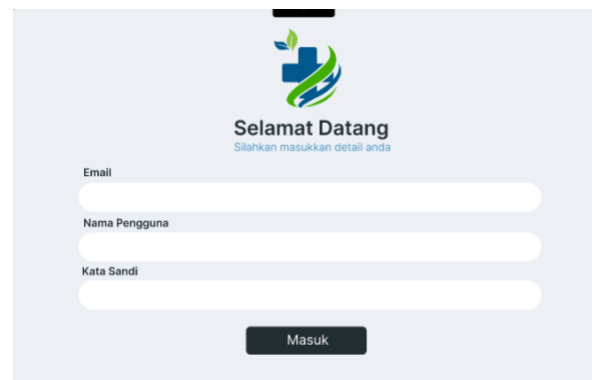 Selamat Datang
Silahkan masukkan detail anda
Email
Nama Pengguna
Kata Sandi
Masuk